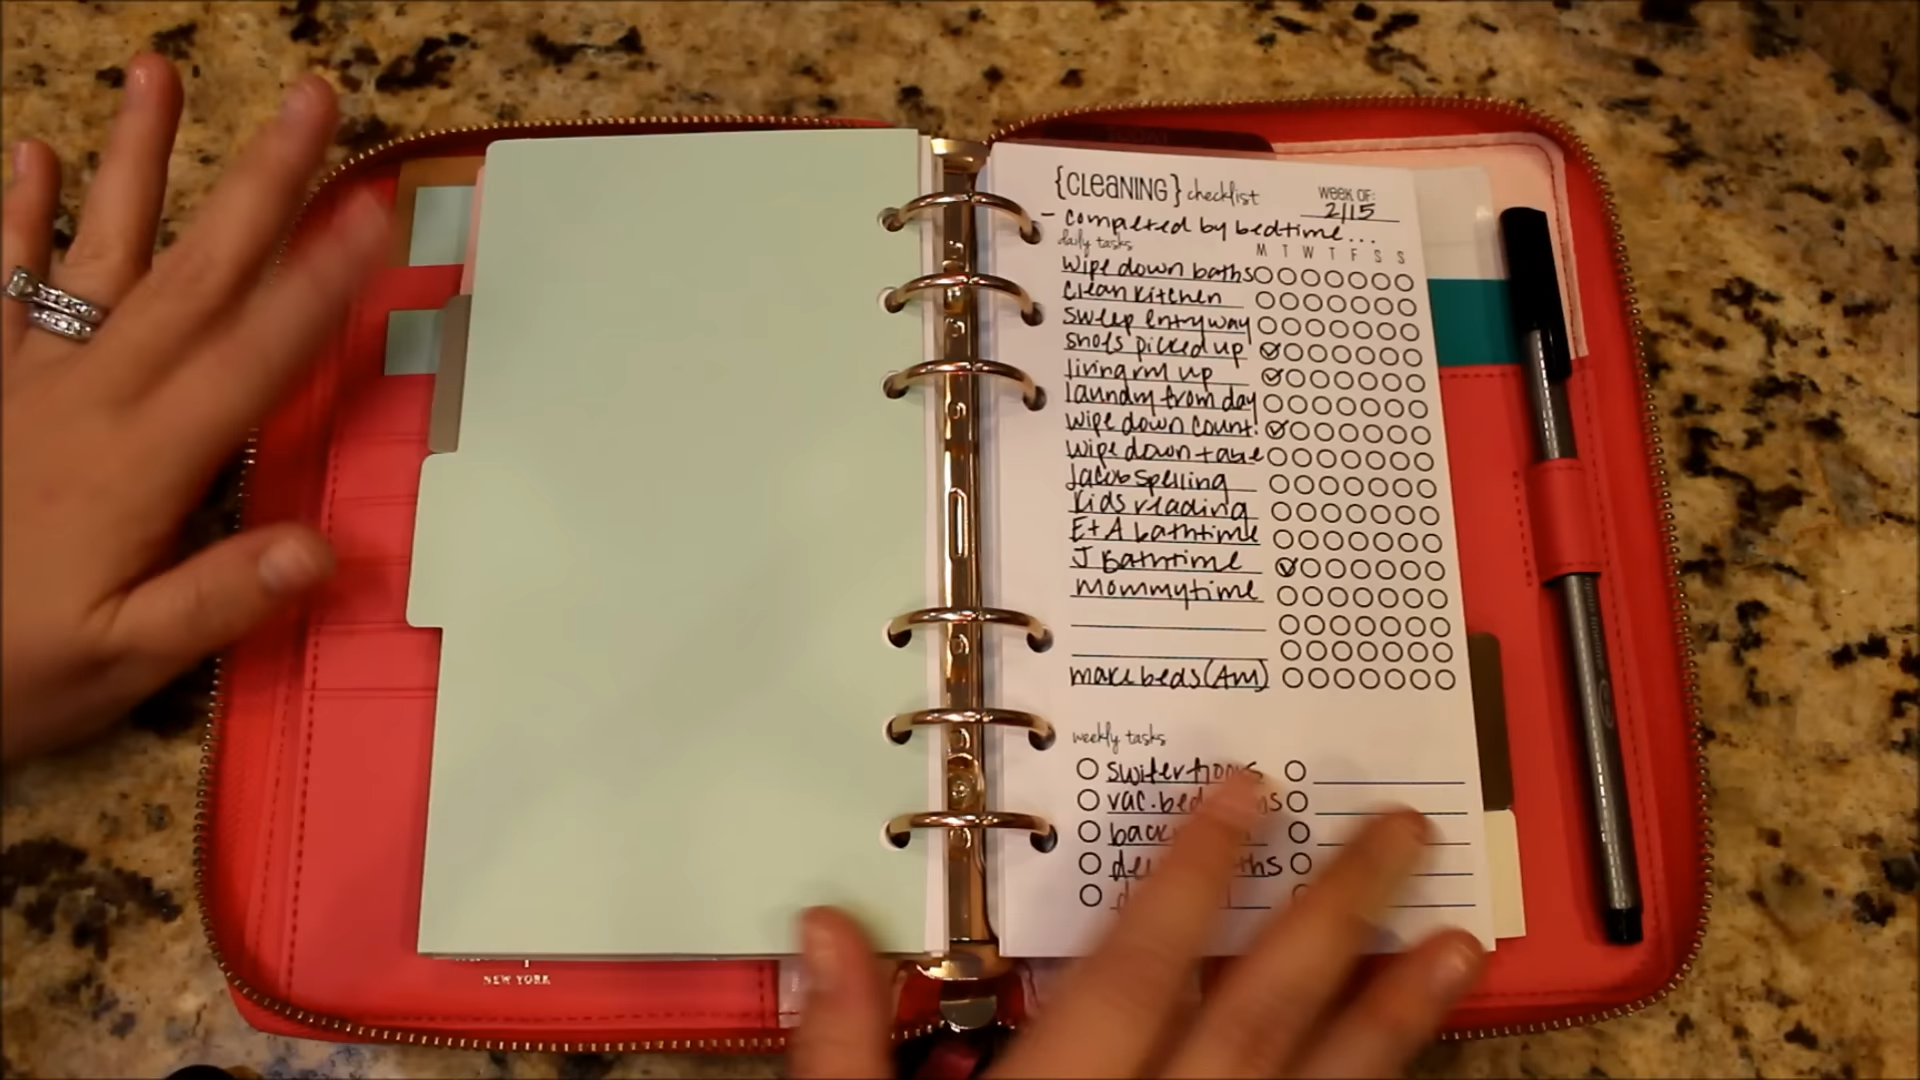 {CLEANING} checklist
WEEK OF:
2/15
- completed by bedtime...
daily tasks
M T W T F S S
wipe down baths
clean kitchen
sweep entryway
shoes picked up
living rm up
laundry from day
wipe down count.
wipe down table
Jacob spelling
kids reading
E+A bathtime
J Bathtime
mommytime
make beds (AM)
weekly tasks
swifer floors
vac.
NEW YORK